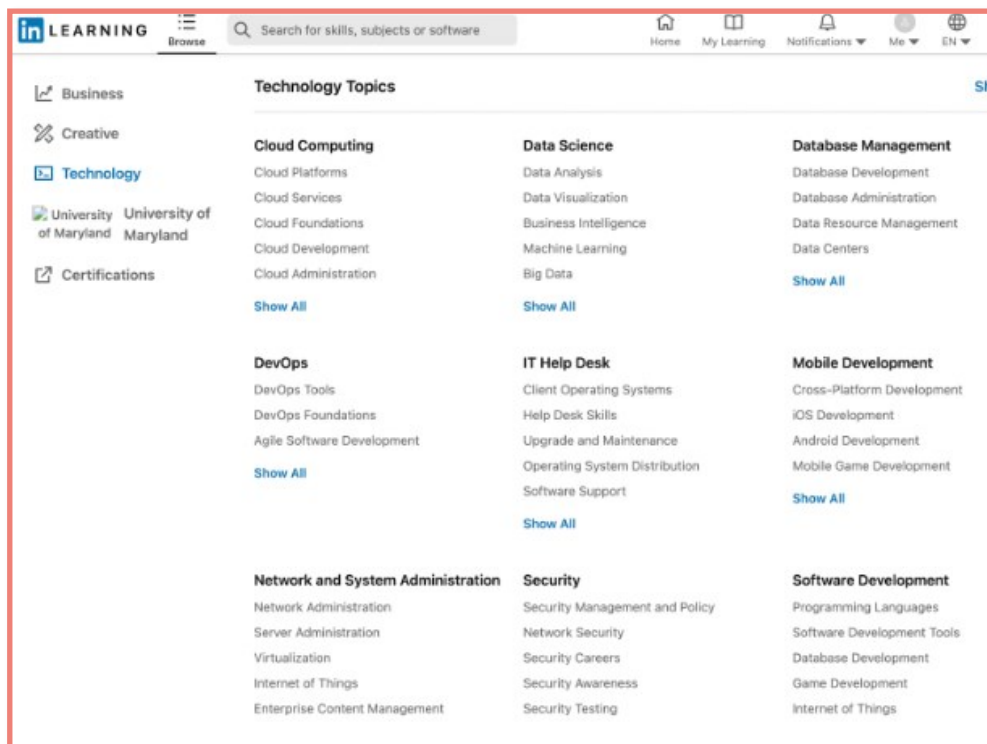 in LEARNING
Browse
Search for skills, subjects or software
Home
My Learning
Notifications
Me
EN
Business
Creative
Technology
University of Maryland
University of
Maryland
Certifications
Technology Topics
Cloud Computing
Cloud Platforms
Cloud Services
Cloud Foundations
Cloud Development
Cloud Administration
Show All
Data Science
Data Analysis
Data Visualization
Business Intelligence
Machine Learning
Big Data
Show All
Database Management
Database Development
Database Administration
Data Resource Management
Data Centers
Show All
DevOps
DevOps Tools
DevOps Foundations
Agile Software Development
Show All
IT Help Desk
Client Operating Systems
Help Desk Skills
Upgrade and Maintenance
Operating System Distribution
Software Support
Show All
Mobile Development
Cross-Platform Development
iOS Development
Android Development
Mobile Game Development
Show All
Network and System Administration
Network Administration
Server Administration
Virtualization
Internet of Things
Enterprise Content Management
Security
Security Management and Policy
Network Security
Security Careers
Security Awareness
Security Testing
Software Development
Programming Languages
Software Development Tools
Database Development
Game Development
Internet of Things